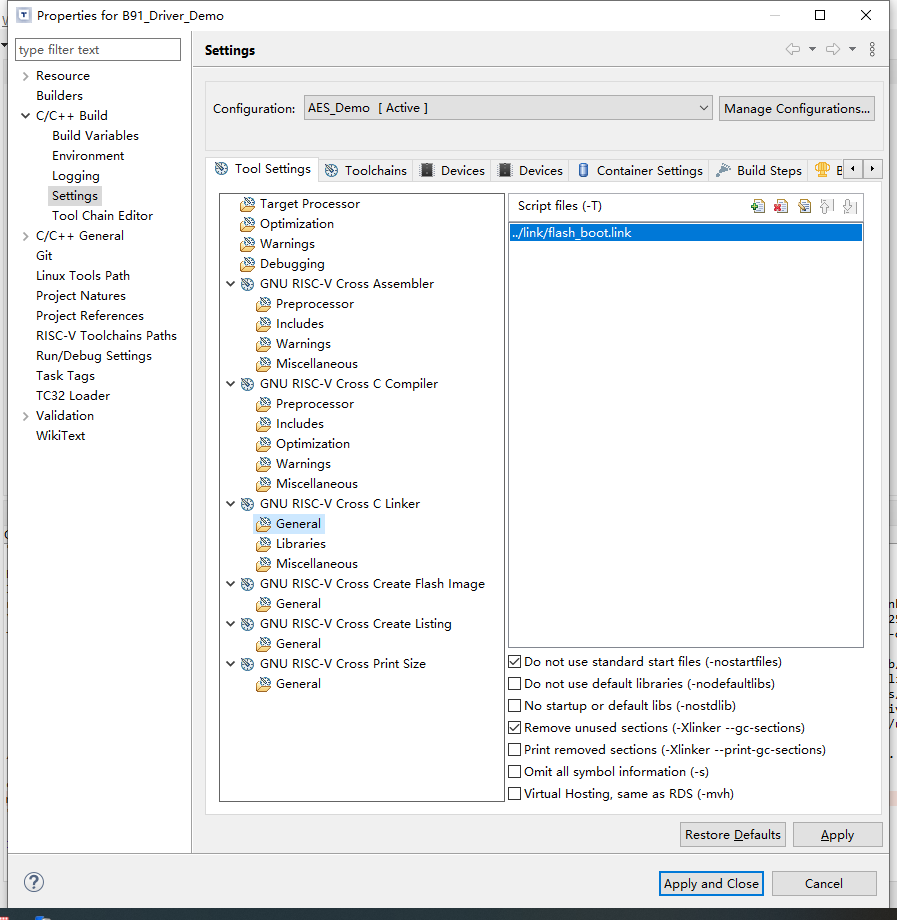 Properties for B91_Driver_Demo
type filter text
Resource
Builders
C/C++ Build
Build Variables
Environment
Logging
Settings
Tool Chain Editor
C/C++ General
Git
Linux Tools Path
Project Natures
Project References
RISC-V Toolchains Paths
Run/Debug Settings
Task Tags
TC32 Loader
Validation
WikiText
Settings
Configuration: AES_Demo [ Active ] Manage Configurations...
Tool Settings Toolchains Devices Devices Container Settings Build Steps
Target Processor
Optimization
Warnings
Debugging
GNU RISC-V Cross Assembler
Preprocessor
Includes
Warnings
Miscellaneous
GNU RISC-V Cross C Compiler
Preprocessor
Includes
Optimization
Warnings
Miscellaneous
GNU RISC-V Cross C Linker
General
Libraries
Miscellaneous
GNU RISC-V Cross Create Flash Image
General
GNU RISC-V Cross Create Listing
General
GNU RISC-V Cross Print Size
General
Script files (-T)
../link/flash_boot.link
Do not use standard start files (-nostartfiles)
Do not use default libraries (-nodefaultlibs)
No startup or default libs (-nostdlib)
Remove unused sections (-Xlinker --gc-sections)
Print removed sections (-Xlinker --print-gc-sections)
Omit all symbol information (-s)
Virtual Hosting, same as RDS (-mvh)
Restore Defaults Apply
Apply and Close Cancel